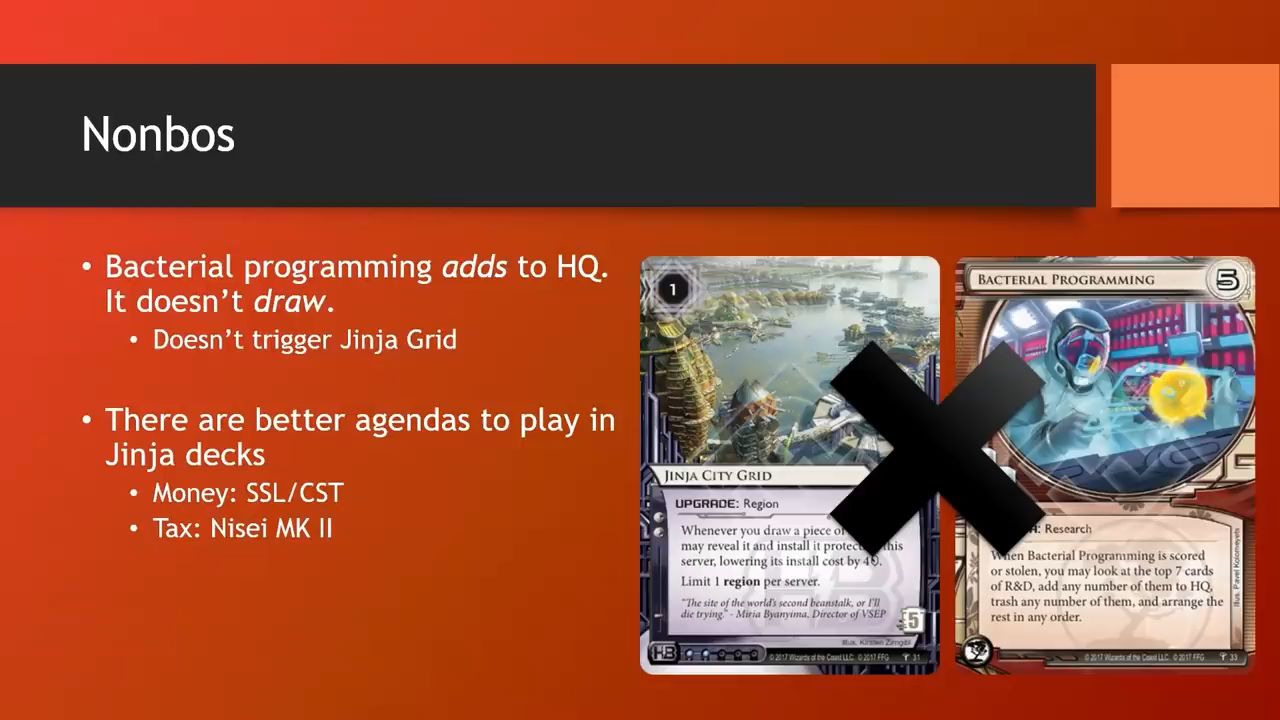 Nonbos
• Bacterial programming adds to HQ.
It doesn't draw.
• Doesn't trigger Jinja Grid
• There are better agendas to play in
Jinja decks
• Money: SSL/CST
• Tax: Nisei MK II
1
JINJA CITY GRID
UPGRADE: Region
Whenever you draw a piece of
may reveal it and install it this
server, lowering its install cost by 4
Limit 1 region per server.
"The site of the world's second beanstalk, or I'll
die trying." - Miria Byanyima, Director of VSEP
5
Illus. Kirsten Zirngibl
HB
© 2017 Wizards of the Coast LLC. © 2017 FFG 31
BACTERIAL PROGRAMMING
5
Research
When Bacterial Programming is scored
or stolen, you may look at the top 7 cards
of R&D, add any number of them to HQ,
trash any number of them, and arrange the
rest in any order.
Illus. Pavel Kolomeyets
© 2017 Wizards of the Coast LLC. © 2017 FFG 33